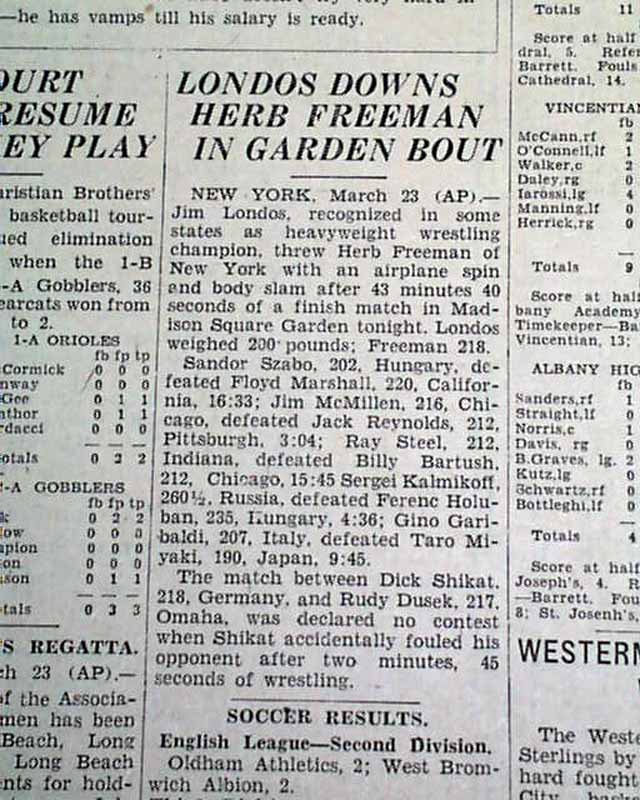 —he has vamps till his salary is ready.
OURT
RESUME
EY PLAY
ristian Brothers'
basketball tour-
ued elimination
when the 1-B
-A Gobblers, 36
earcats won from
to 2.
1-A ORIOLES
fb fp tp
Cormick 0 0 0
nway 0 0 0
Gee 0 1 1
nthor 0 1 1
rdacci 0 0 0
otals 0 2 2
-A GOBBLERS
fb fp tp
k 0 2 2
low 0 0 0
pion 0 0 0
on 0 0 0
son 0 1 1
tals 0 3 3
S REGATTA.
ch 23 (AP).—
of the Associa-
men has been
Beach, Long
Long Beach
nts for hold-
LONDOS DOWNS
HERB FREEMAN
IN GARDEN BOUT
NEW YORK, March 23 (AP).—
Jim Londos, recognized in some
states as heavyweight wrestling
champion, threw Herb Freeman of
New York with an airplane spin
and body slam after 43 minutes 40
seconds of a finish match in Mad-
ison Square Garden tonight. Londos
weighed 200 pounds; Freeman 218.
Sandor Szabo, 202, Hungary, de-
feated Floyd Marshall, 220, Califor-
nia, 16:33; Jim McMillen, 216, Chi-
cago, defeated Jack Reynolds, 212,
Pittsburgh, 3:04; Ray Steel, 212,
Indiana, defeated Billy Bartush,
212, Chicago, 15:45 Sergei Kalmikoff,
260½, Russia, defeated Ferenc Holu-
ban, 235, Hungary, 4:36; Gino Gari-
baldi, 207, Italy, defeated Taro Mi-
yaki, 190, Japan, 9:45.
The match between Dick Shikat,
218, Germany, and Rudy Dusek, 217,
Omaha, was declared no contest
when Shikat accidentally fouled his
opponent after two minutes, 45
seconds of wrestling.
SOCCER RESULTS.
English League—Second Division.
Oldham Athletics, 2; West Brom-
wich Albion, 2.
Totals 11
Score at half
dral, 5. Refer
Barrett. Fouls
Cathedral, 14.
VINCENTIA
fb
McCann,rf 2
O'Connell,lf 1
Walker,c 2
Daley,rg 0
Iarossi,lg 4
Manning,lf 0
Herrick,rg 0
Totals 9
Score at half
bany Academy
Timekeeper—Ba
Vincentian, 13;
ALBANY HIG
fb
Sanders,rf 1
Straight,lf 0
Norris,c 1
Davis, rg 0
B.Graves, lg. 2
Kutz,lg 0
Schwartz,rf 0
Bottleghi,lf 0
Totals 4
Score at half
Joseph's, 4. R
—Barrett. Fou
8; St. Josenh's,
WESTERN
The Weste
Sterlings by
hard fought
City